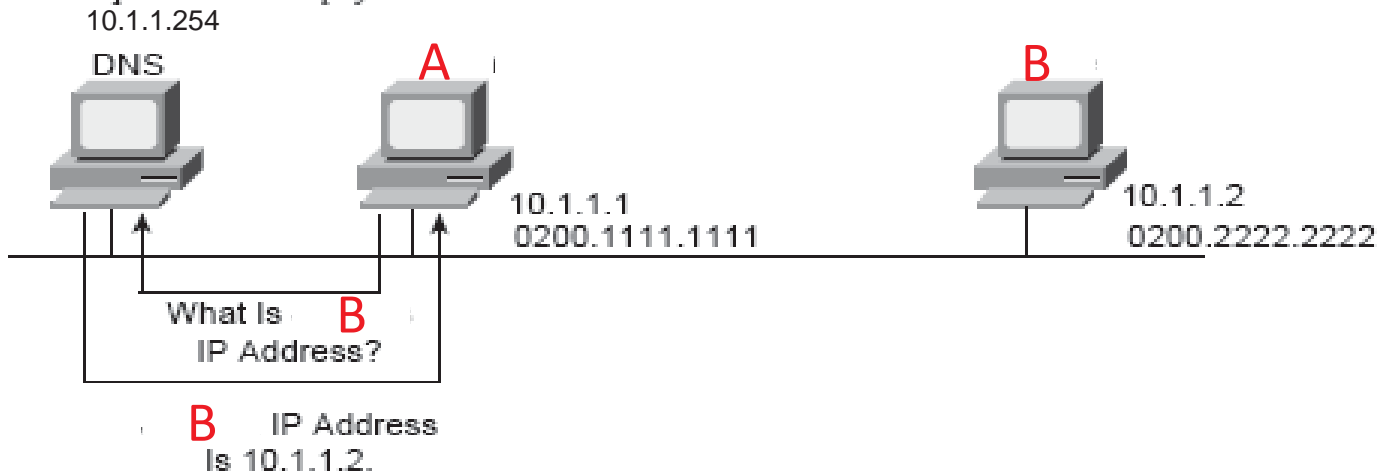 10.1.1.254
DNS
A
B
10.1.1.1
0200.1111.1111
10.1.1.2
0200.2222.2222
What Is B
IP Address?
B IP Address
Is 10.1.1.2.